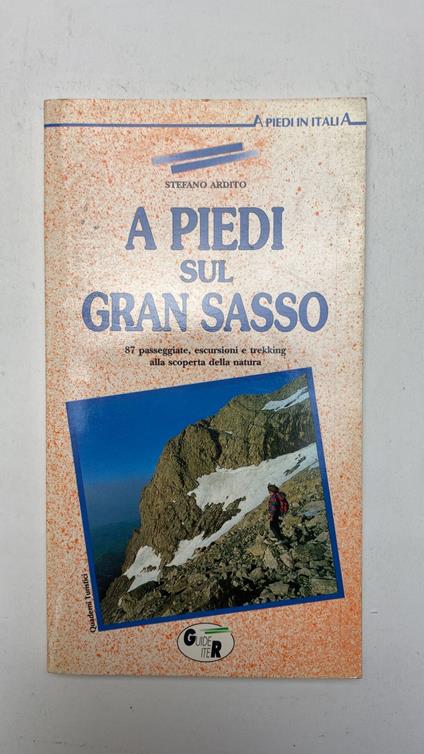 A PIEDI IN ITALIA
STEFANO ARDITO
A PIEDI
SUL
GRAN SASSO
87 passeggiate, escursioni e trekking
alla scoperta della natura
Quaderni Turistici
GUIDE
ITER